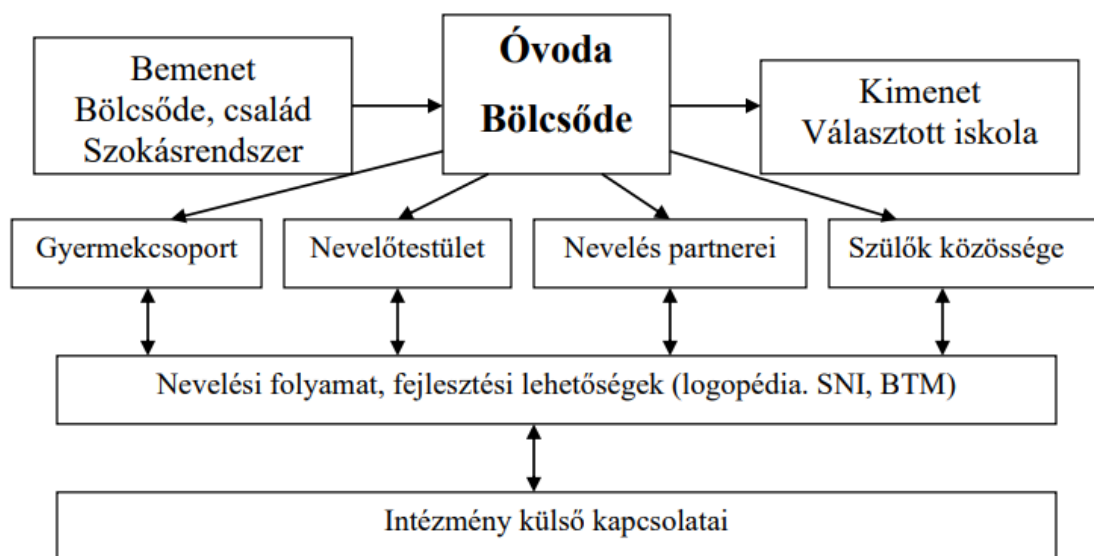 Bemenet
Bölcsőde, család
Szokásrendszer
Óvoda
Bölcsőde
Kimenet
Választott iskola
Gyermekcsoport
Nevelőtestület
Nevelés partnerei
Szülők közössége
Nevelési folyamat, fejlesztési lehetőségek (logopédia. SNI, BTM)
Intézmény külső kapcsolatai